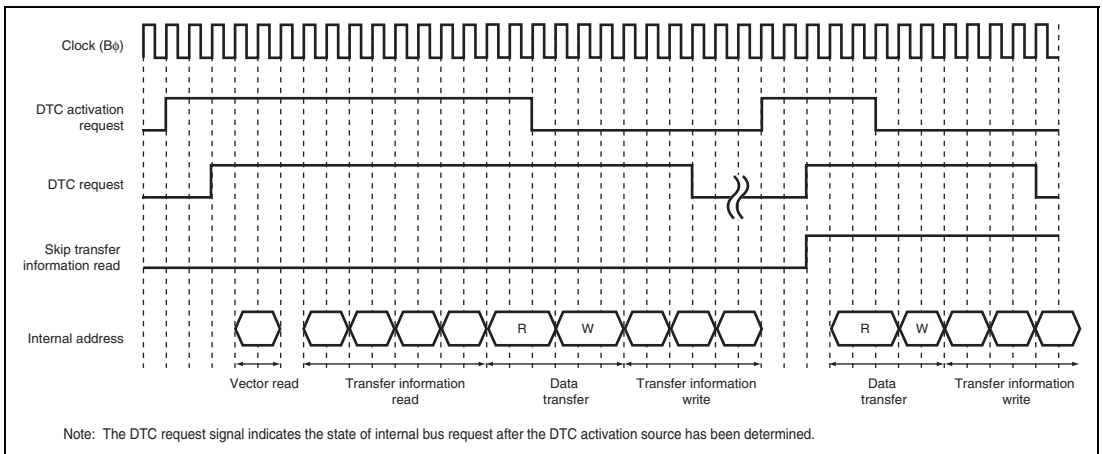 Clock (Bϕ)
DTC activation
request
DTC request
Skip transfer
information read
Internal address
R
W
R
W
Vector read
Transfer information
read
Data
transfer
Transfer information
write
Data
transfer
Transfer information
write
Note: The DTC request signal indicates the state of internal bus request after the DTC activation source has been determined.